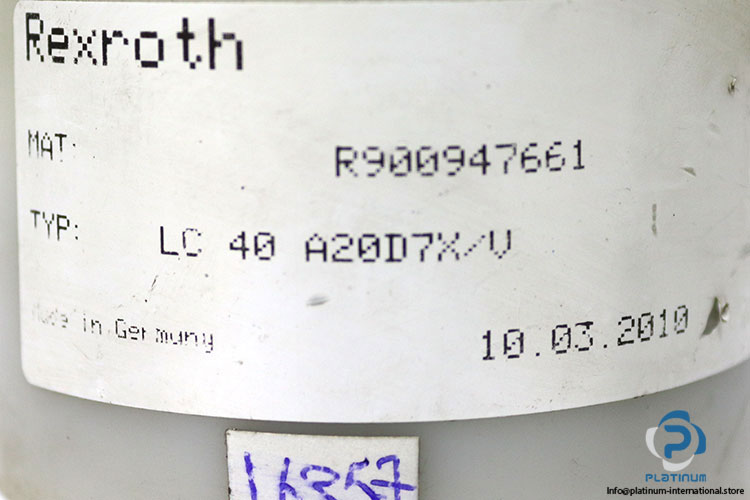 Rexroth
MAT: R900947661
TYP: LC 40 A20D7X/V
Made in Germany 10.03.2010
PLATINUM
Info@platinum-international.store